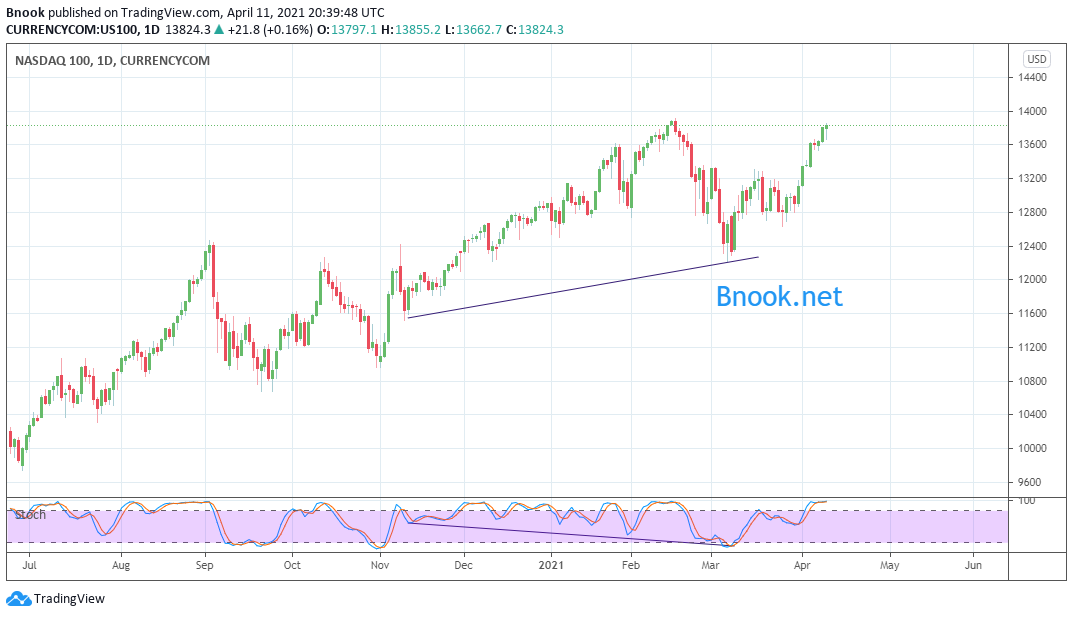 Bnook published on TradingView.com, April 11, 2021 20:39:48 UTC
CURRENCYCOM:US100, 1D 13824.3 ▲ +21.8 (+0.16%) O:13797.1 H:13855.2 L:13662.7 C:13824.3
NASDAQ 100, 1D, CURRENCYCOM
USD
14400
14000
13600
13200
12800
12400
12000
Bnook.net
11600
11200
10800
10400
10000
9600
100
Stoch
Jul Aug Sep Oct Nov Dec 2021 Feb Mar Apr May Jun
TradingView